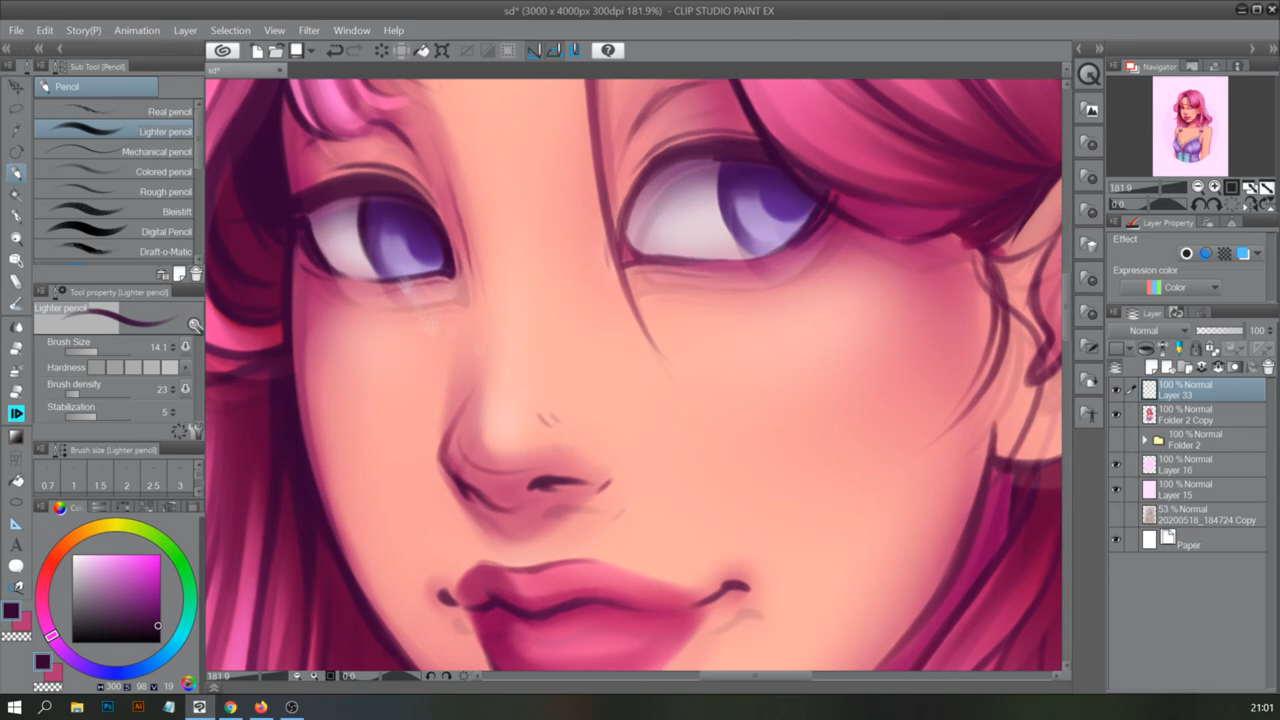 sd* (3000 x 4000px 300dpi 181.9%) - CLIP STUDIO PAINT EX
File Edit Story(P) Animation Layer Selection View Filter Window Help
Sub Tool [Pencil]
sd*
Navigator
Pencil
Real pencil
Lighter pencil
Mechanical pencil
Colored pencil
Rough pencil
Bleistift
Digital Pencil
Draft-o-Matic
181.9
0.0
Layer Property
Effect
Expression color
Color
Tool property [Lighter pencil]
Lighter pencil
Brush Size 14.1
Hardness
Brush density 23
Stabilization 5
Layer
Normal 100
100 % Normal
Layer 33
100 % Normal
Folder 2 Copy
100 % Normal
Folder 2
100 % Normal
Layer 16
100 % Normal
Layer 15
53 % Normal
20200518_184724 Copy
Paper
Brush size [Lighter pencil]
0.7 1 1.5 2 2.5 3
H 300 S 98 V 19
181.9 0.0
Ps Ai
21:01